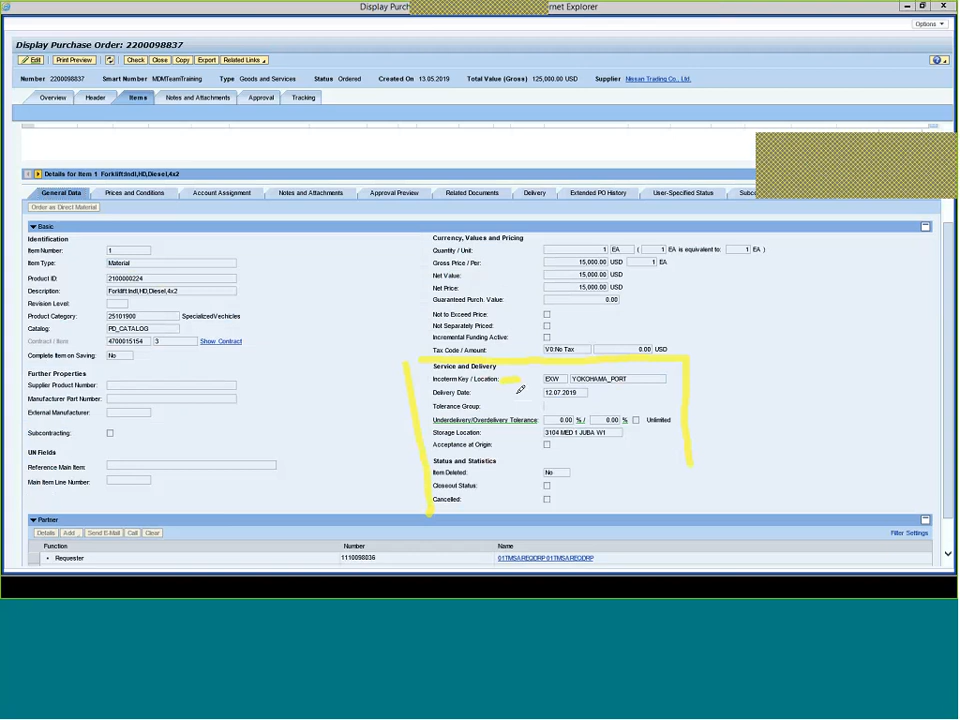 Display Purch ernet Explorer
Options
Display Purchase Order: 2200098837
Edit Print Preview Check Close Copy Export Related Links
Number 2200098837 Smart Number MDMTeamTraining Type Goods and Services Status Ordered Created On 13.05.2019 Total Value (Gross) 125,000.00 USD Supplier Nissan Trading Co., Ltd.
Overview Header Items Notes and Attachments Approval Tracking
Details for Item 1 Forklift:Indl,HD,Diesel,4x2
General Data Prices and Conditions Account Assignment Notes and Attachments Approval Preview Related Documents Delivery Extended PO History User-Specified Status Subco
Order as Direct Material
Basic
Identification
Item Number: 1
Item Type: Material
Product ID: 2100000224
Description: Forklift:Indl,HD,Diesel,4x2
Revision Level:
Product Category: 25101900 SpecializedVechicles
Catalog: PD_CATALOG
Contract / Item: 4700015154 3 Show Contract
Complete Item on Saving: No
Further Properties
Supplier Product Number:
Manufacturer Part Number:
External Manufacturer:
Subcontracting:
UN Fields
Reference Main Item:
Main Item Line Number:
Currency, Values and Pricing
Quantity / Unit: 1 EA ( 1 EA is equivalent to: 1 EA )
Gross Price / Per: 15,000.00 USD 1 EA
Net Value: 15,000.00 USD
Net Price: 15,000.00 USD
Guaranteed Purch. Value: 0.00
Not to Exceed Price:
Not Separately Priced:
Incremental Funding Active:
Tax Code / Amount: V0:No Tax 0.00 USD
Service and Delivery
Incoterm Key / Location: EXW YOKOHAMA_PORT
Delivery Date: 12.07.2019
Tolerance Group:
Underdelivery/Overdelivery Tolerance: 0.00 % / 0.00 % Unlimited
Storage Location: 3104 MED 1 JUBA W1
Acceptance at Origin:
Status and Statistics
Item Deleted: No
Closeout Status:
Cancelled:
Partner
Details Add Send E-Mail Call Clear Filter Settings
Function Number Name
• Requester 1110098036 01TMSAREQDRP 01TMSAREQDRP